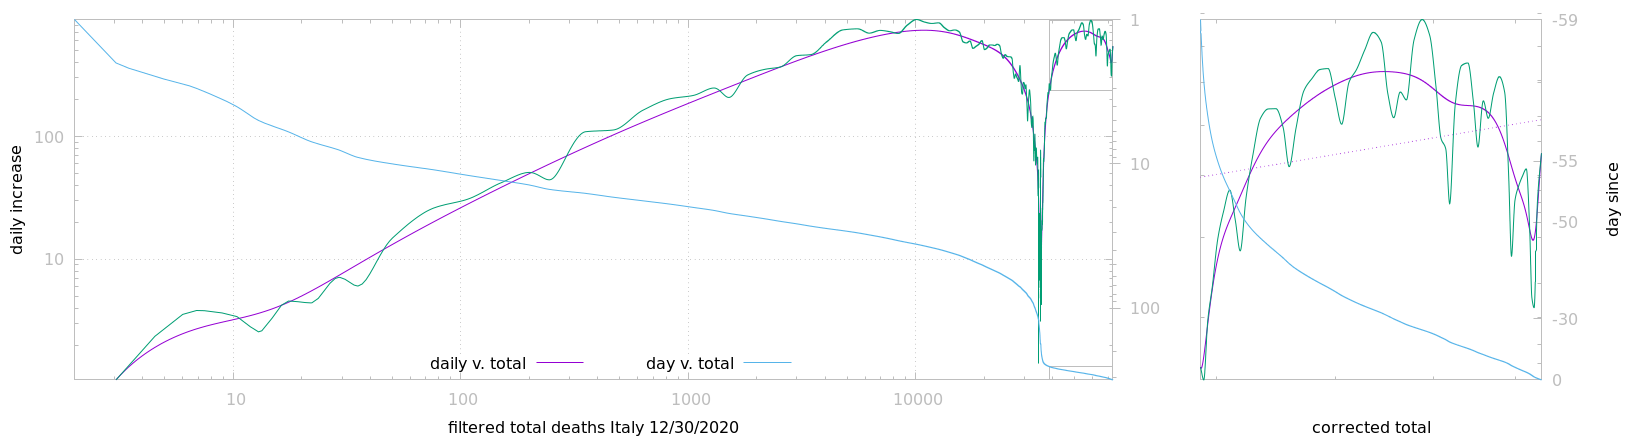 daily increase
100
10
10
100
1000
10000
daily v. total
day v. total
filtered total deaths Italy 12/30/2020
1
10
100
corrected total
-59
-55
-50
-30
0
day since